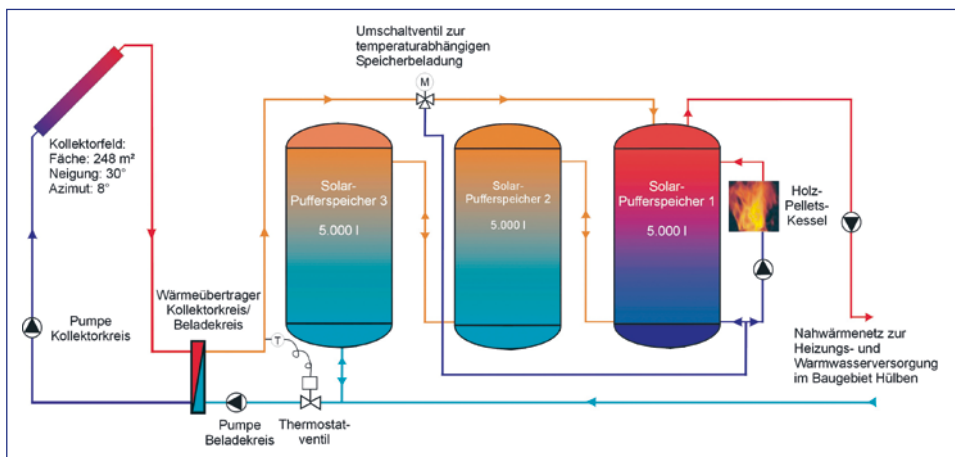 Umschaltventil zur
temperaturabhängigen
Speicherbeladung
M
Kollektorfeld:
Fäche: 248 m²
Neigung: 30°
Azimut: 8°
Solar-
Pufferspeicher 3
5.000 l
Solar-
Pufferspeicher 2
5.000 l
Solar-
Pufferspeicher 1
5.000 l
Holz-
Pellets-
Kessel
Wärmeübertrager
Kollektorkreis/
Beladekreis
Pumpe
Kollektorkreis
T
Nahwärmenetz zur
Heizungs- und
Warmwasserversorgung
im Baugebiet Hülben
Pumpe
Beladekreis
Thermostat-
ventil